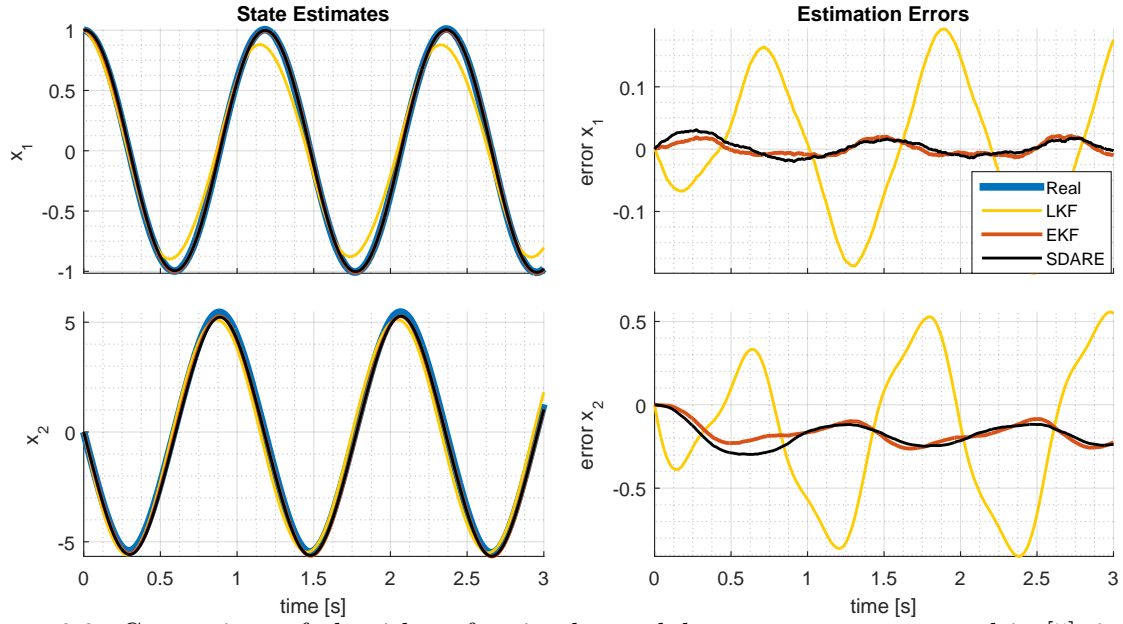 State Estimates
1
0.5
0
-0.5
-1
x1
Estimation Errors
0.1
0
-0.1
error x1
Real
LKF
EKF
SDARE
5
0
-5
x2
0 0.5 1 1.5 2 2.5 3
time [s]
0.5
0
-0.5
error x2
0 0.5 1 1.5 2 2.5 3
time [s]